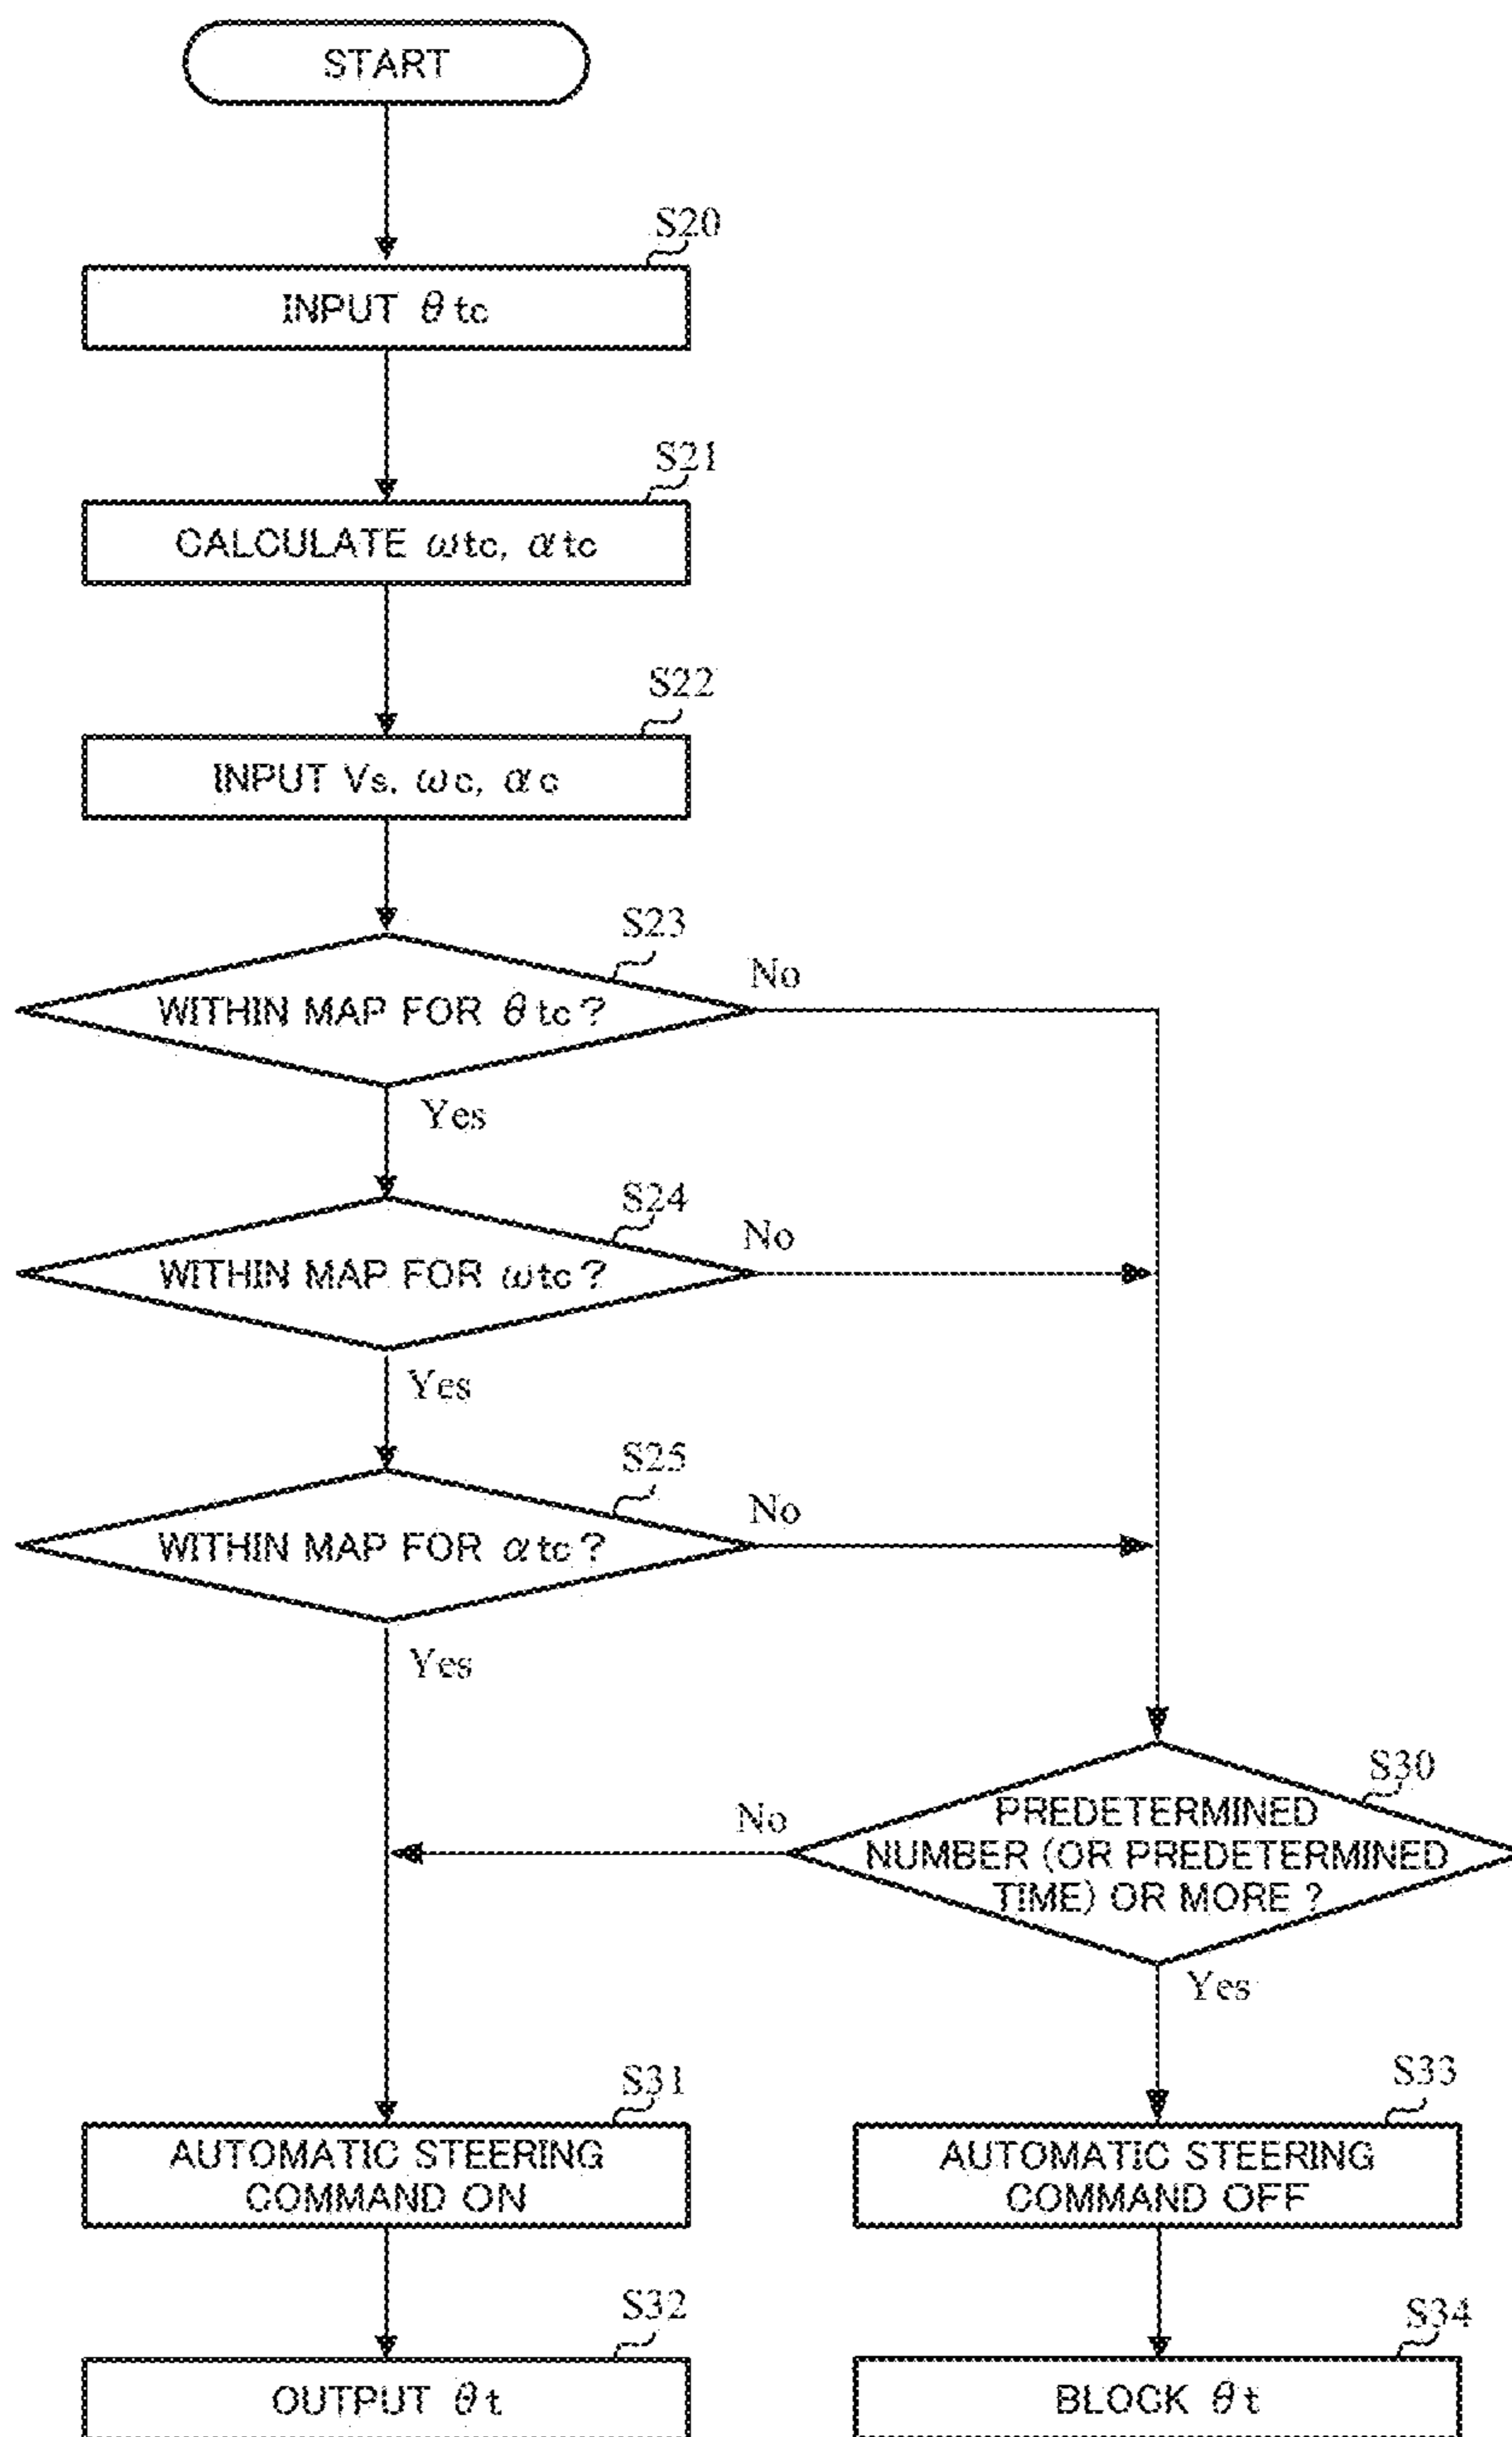 START
S20
INPUT θtc
S21
CALCULATE ωtc, αtc
S22
INPUT Vs, ωc, αc
S23
WITHIN MAP FOR θtc?
No
Yes
S24
WITHIN MAP FOR ωtc?
No
Yes
S25
WITHIN MAP FOR αtc?
No
Yes
S30
PREDETERMINED
NUMBER (OR PREDETERMINED
TIME) OR MORE ?
No
Yes
S31
AUTOMATIC STEERING
COMMAND ON
S33
AUTOMATIC STEERING
COMMAND OFF
S32
OUTPUT θt
S34
BLOCK θt